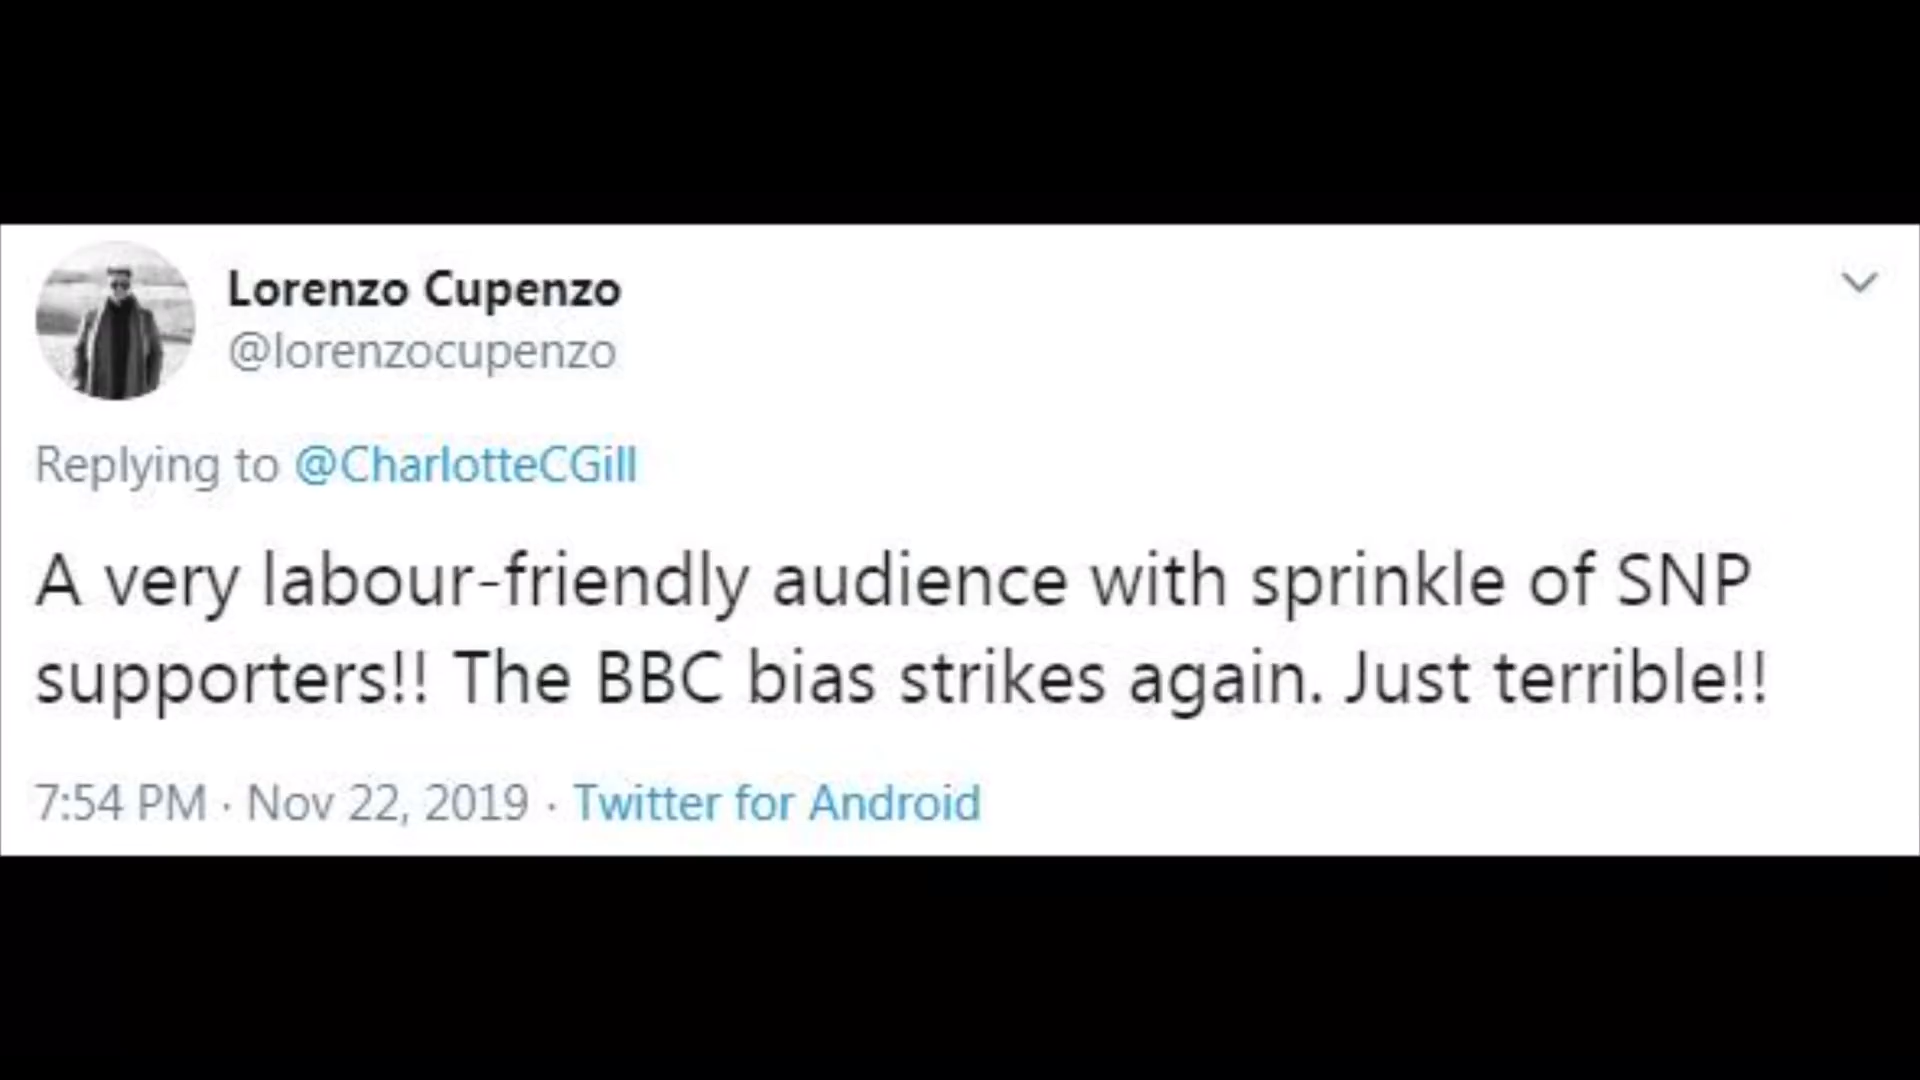 Lorenzo Cupenzo
@lorenzocupenzo
Replying to @CharlotteCGill
A very labour-friendly audience with sprinkle of SNP
supporters!! The BBC bias strikes again. Just terrible!!
7:54 PM · Nov 22, 2019 · Twitter for Android